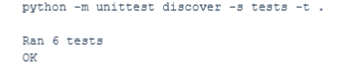 python -m unittest discover -s tests -t .
Ran 6 tests
OK